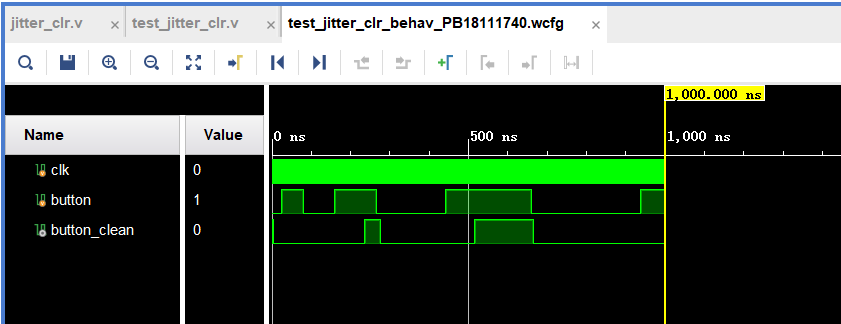 jitter_clr.v × test_jitter_clr.v × test_jitter_clr_behav_PB18111740.wcfg ×
1,000.000 ns
Name Value 0 ns 500 ns 1,000 ns
clk 0
button 1
button_clean 0